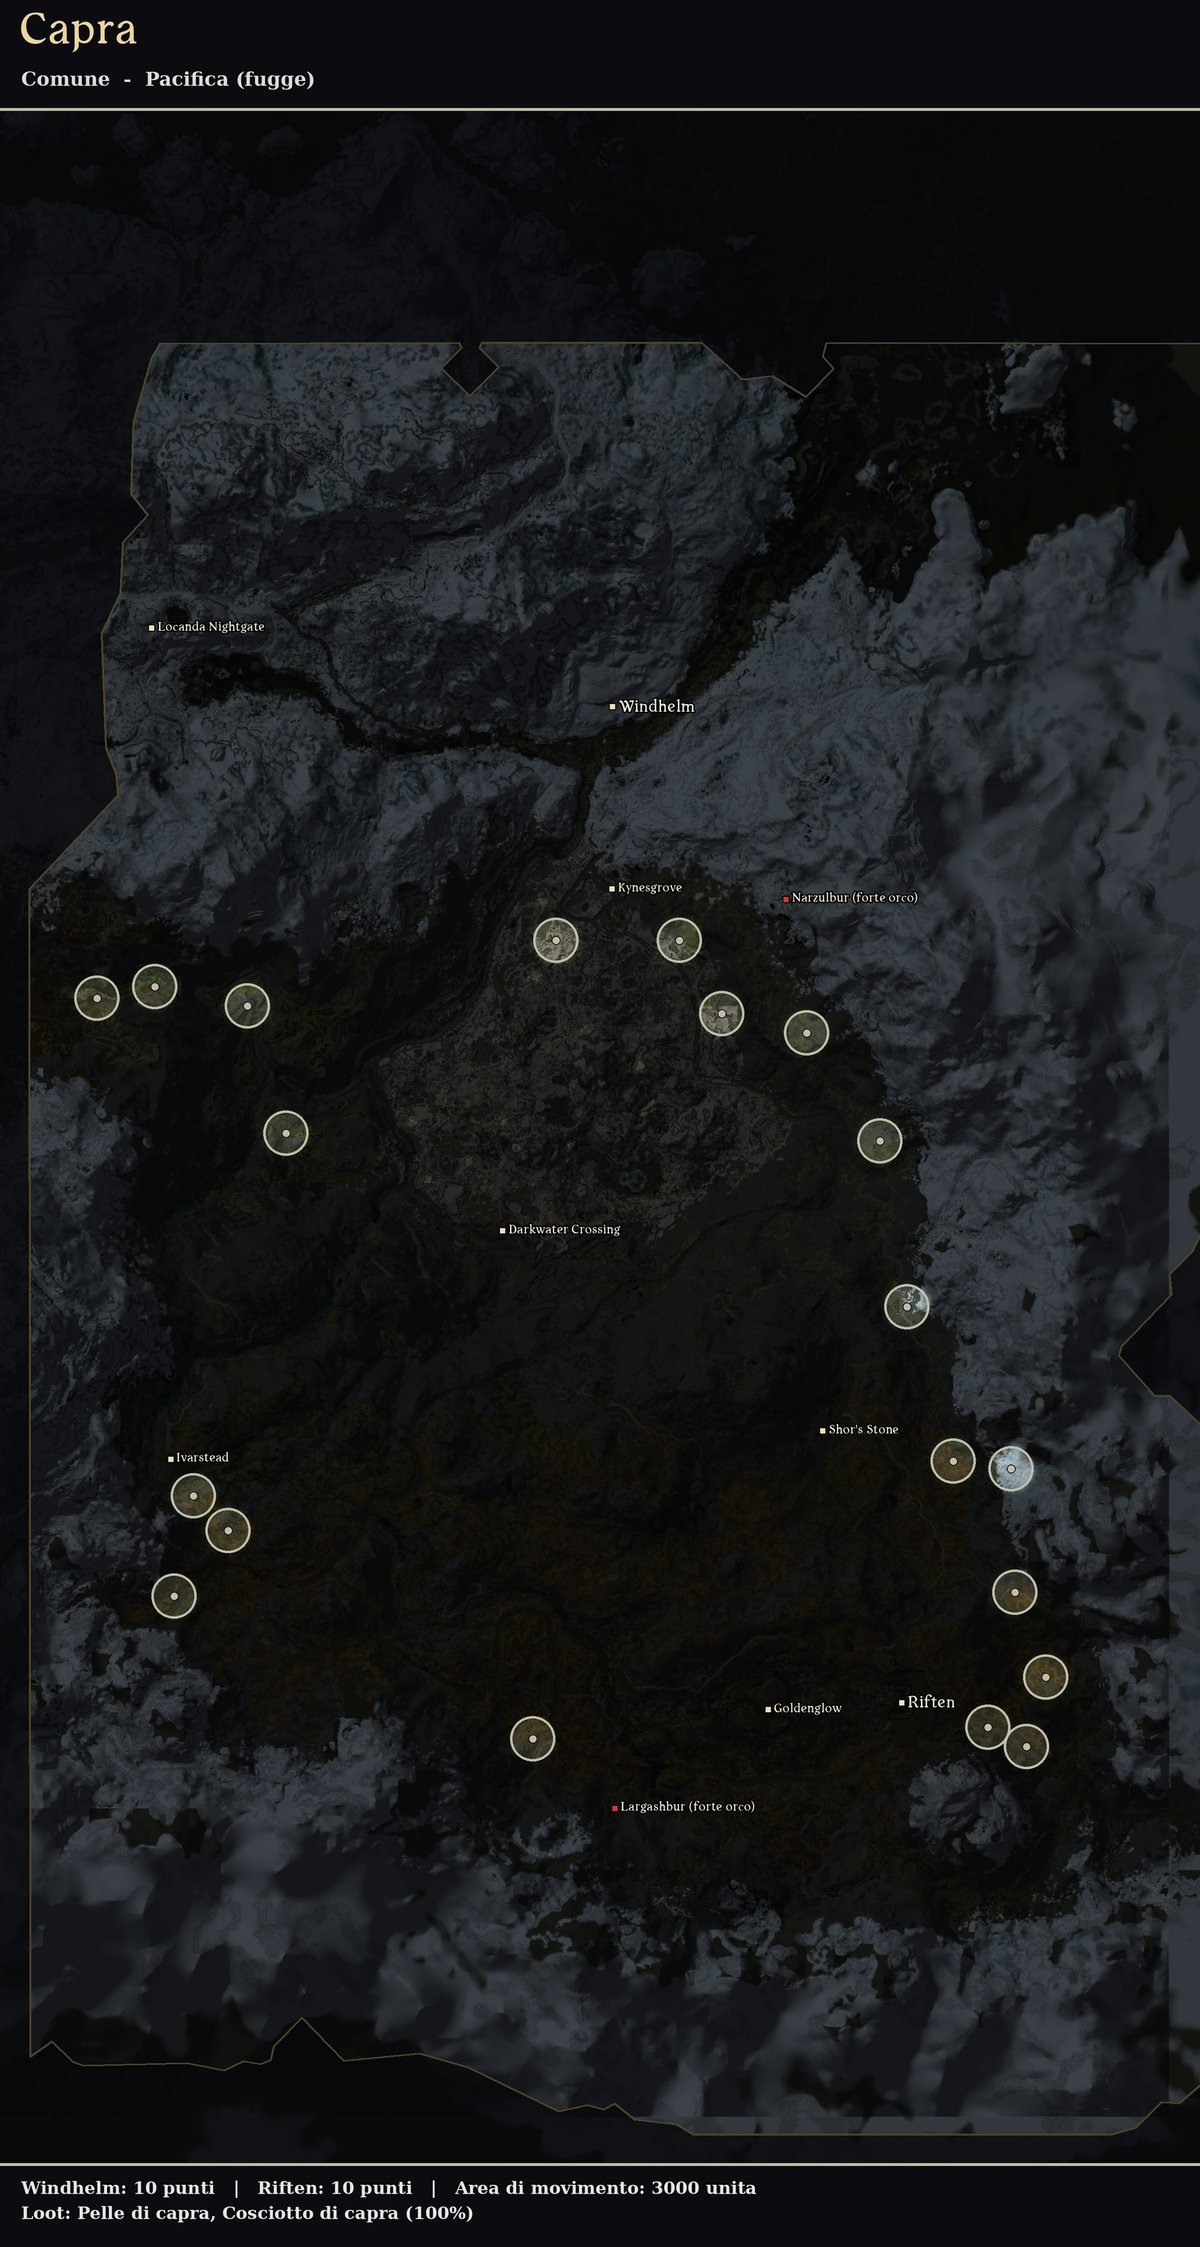 Capra
Comune - Pacifica (fugge)
Locanda Nightgate
Windhelm
Kynesgrove
Narzulbur (forte orco)
Darkwater Crossing
Shor's Stone
Ivarstead
Riften
Goldenglow
Largashbur (forte orco)
Windhelm: 10 punti | Riften: 10 punti | Area di movimento: 3000 unita
Loot: Pelle di capra, Cosciotto di capra (100%)